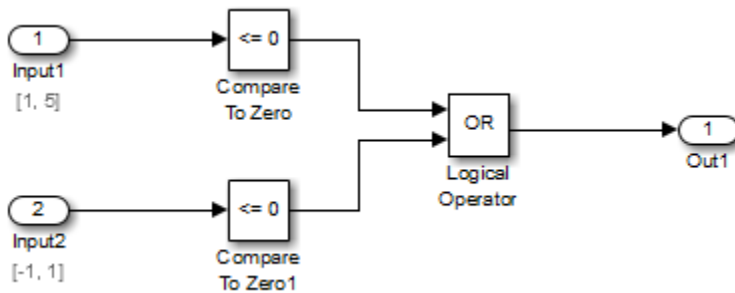 1
Input1
[1, 5]
<= 0
Compare
To Zero
OR
Logical
Operator
1
Out1
2
Input2
[-1, 1]
<= 0
Compare
To Zero1